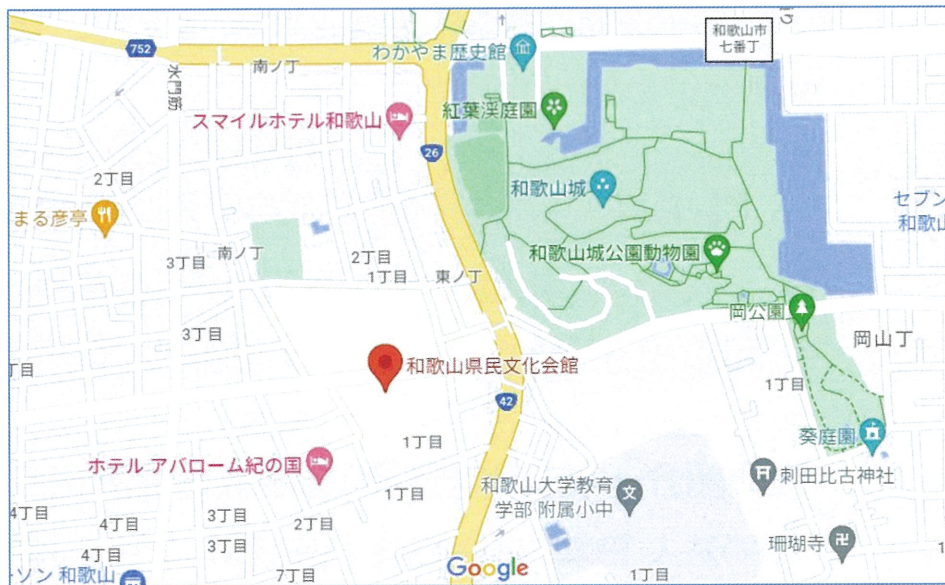 752
南ノ丁
水門筋
わかやま歴史館
和歌山市
七番丁
スマイルホテル和歌山
紅葉渓庭園
26
2丁目
和歌山城
セブン
和歌山
まる彦亭
南ノ丁
3丁目
2丁目
1丁目
東ノ丁
和歌山城公園動物園
岡公園
岡山丁
3丁目
丁目
和歌山県民文化会館
1丁目
42
葵庭園
1丁目
ホテル アバローム紀の国
1丁目
和歌山大学教育
学部 附属小中
刺田比古神社
4丁目
4丁目
3丁目
2丁目
3丁目
4丁目
珊瑚寺
ーソン 和歌山
7丁目
Google
1丁目